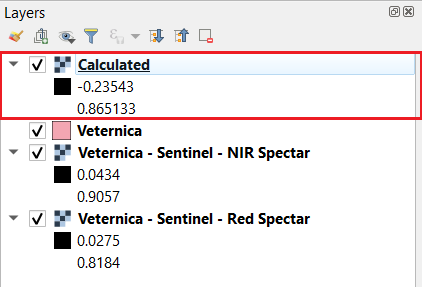 Layers
Calculated
-0.23543
0.865133
Veternica
Veternica - Sentinel - NIR Spectar
0.0434
0.9057
Veternica - Sentinel - Red Spectar
0.0275
0.8184